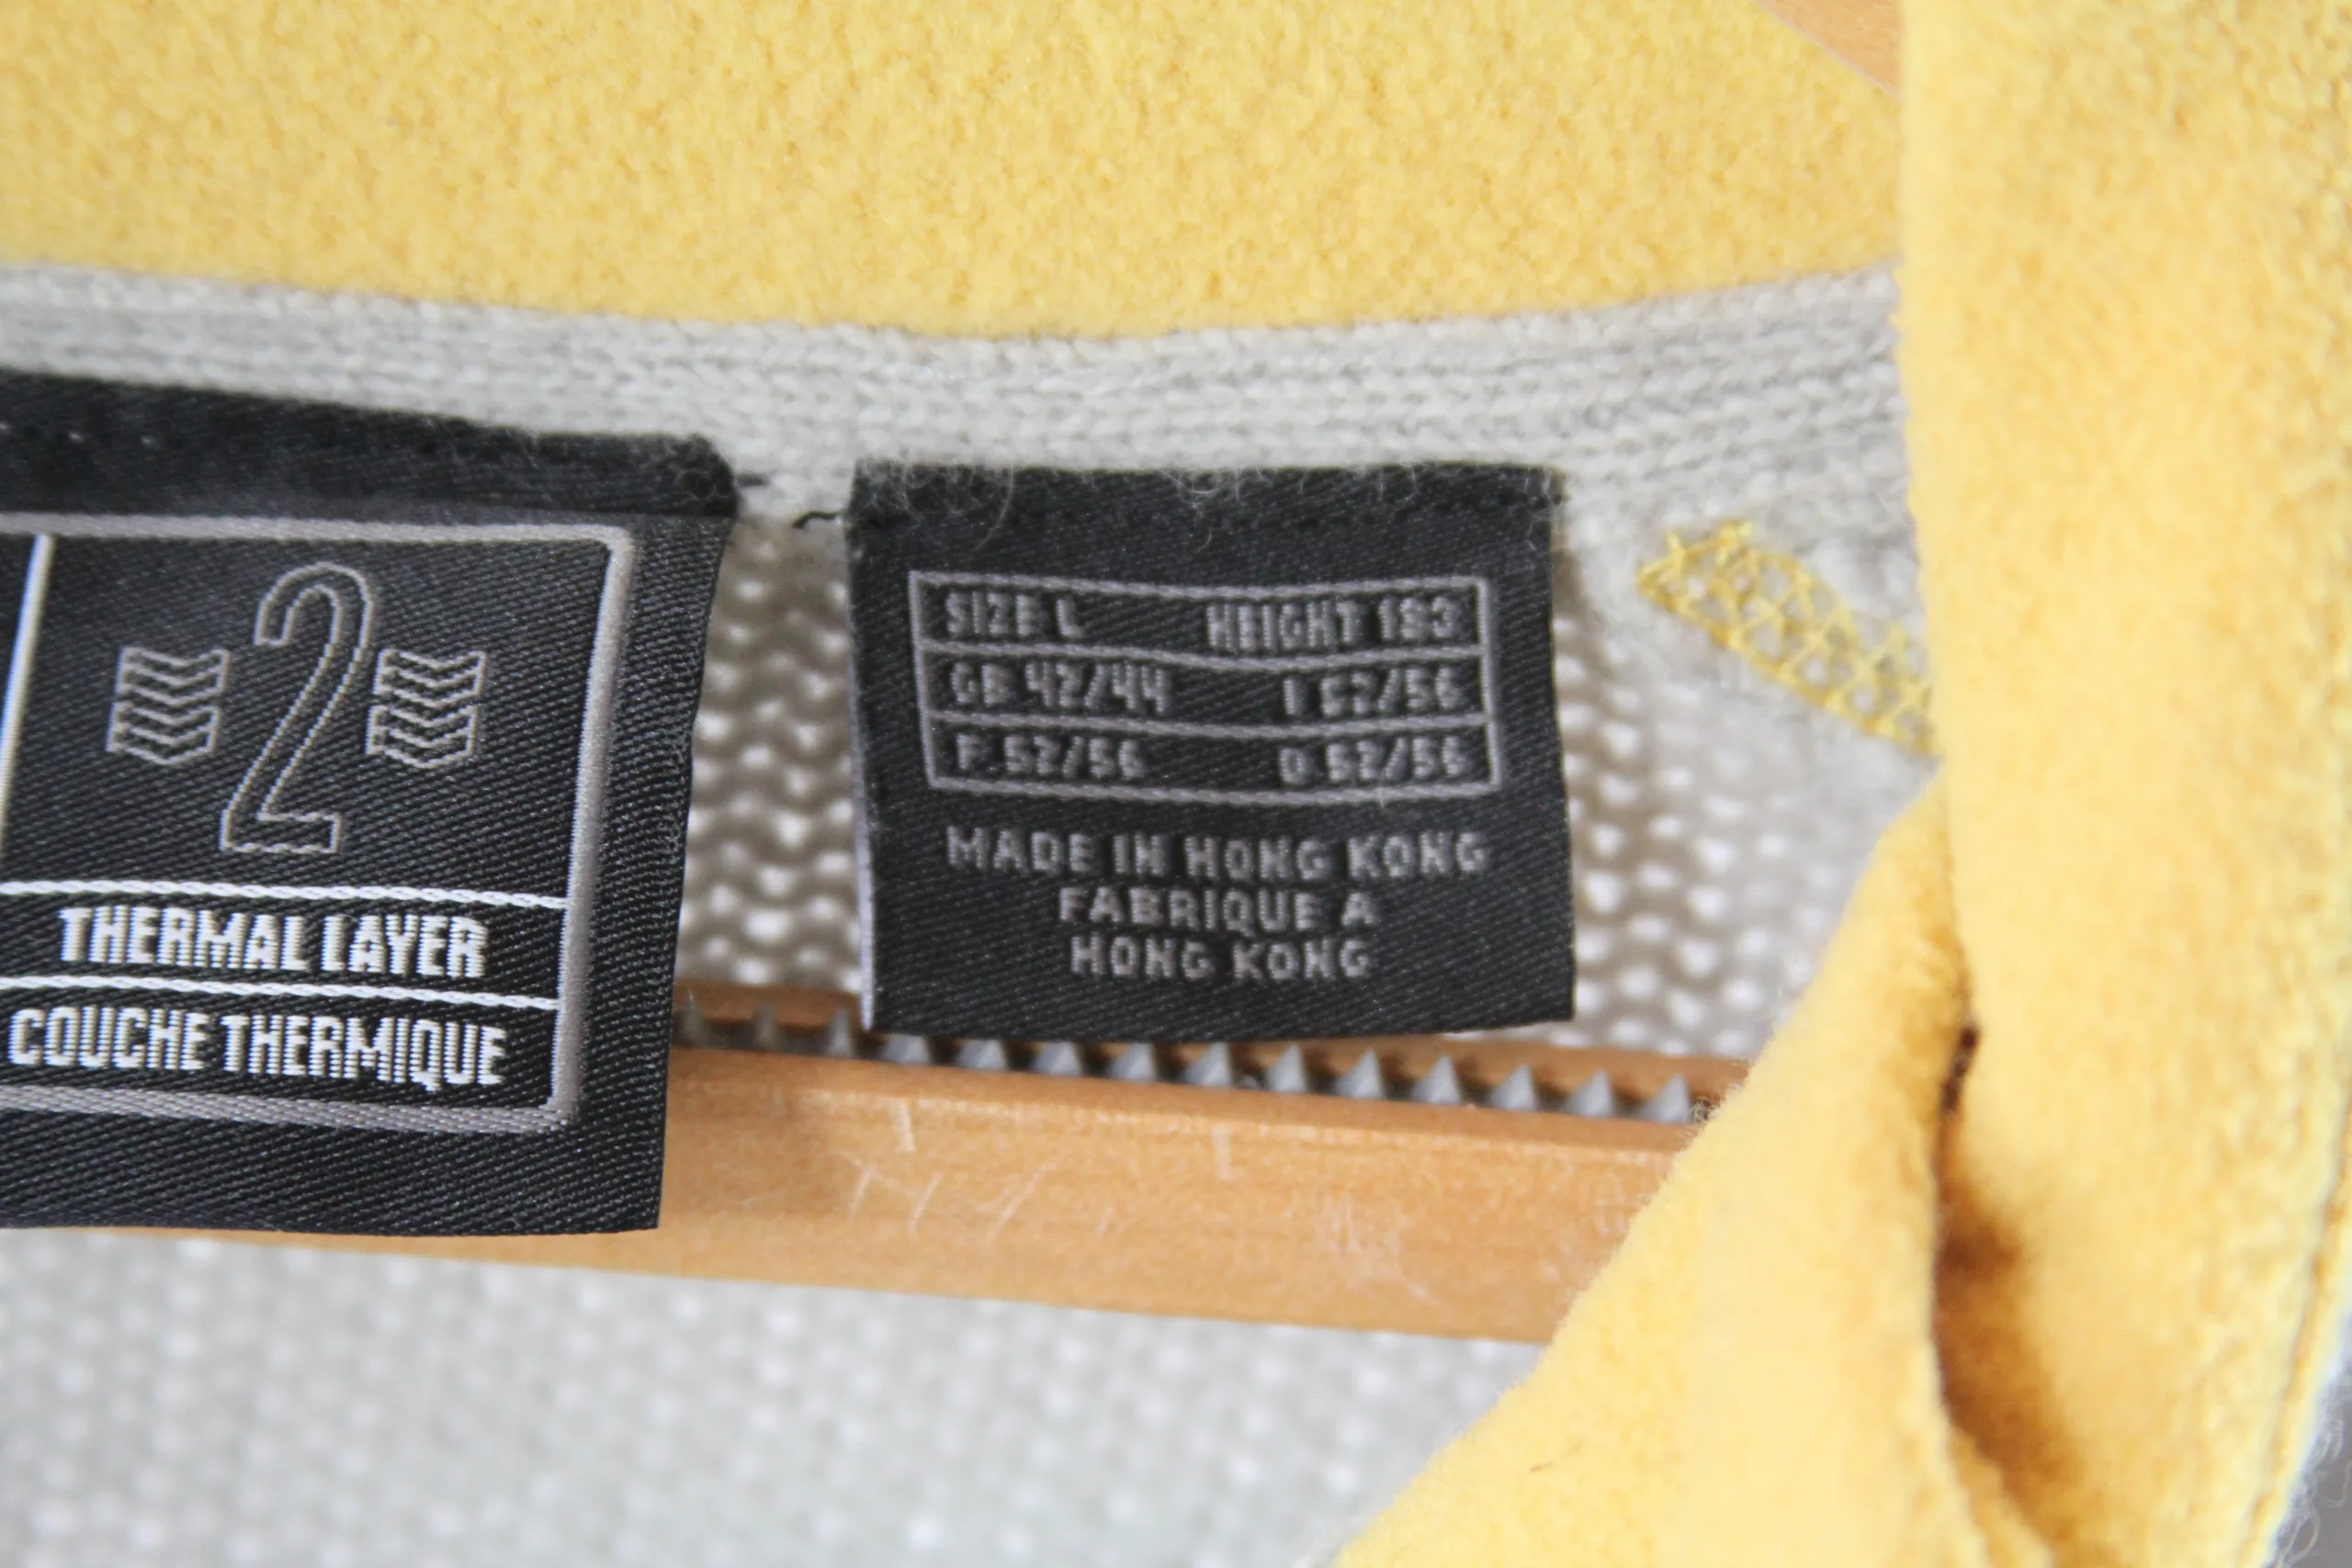 2
THERMAL LAYER
COUCHE THERMIQUE
SIZE L HEIGHT 183
GB 42/44 I 52/56
F 52/56 D 52/56
MADE IN HONG KONG
FABRIQUE A
HONG KONG